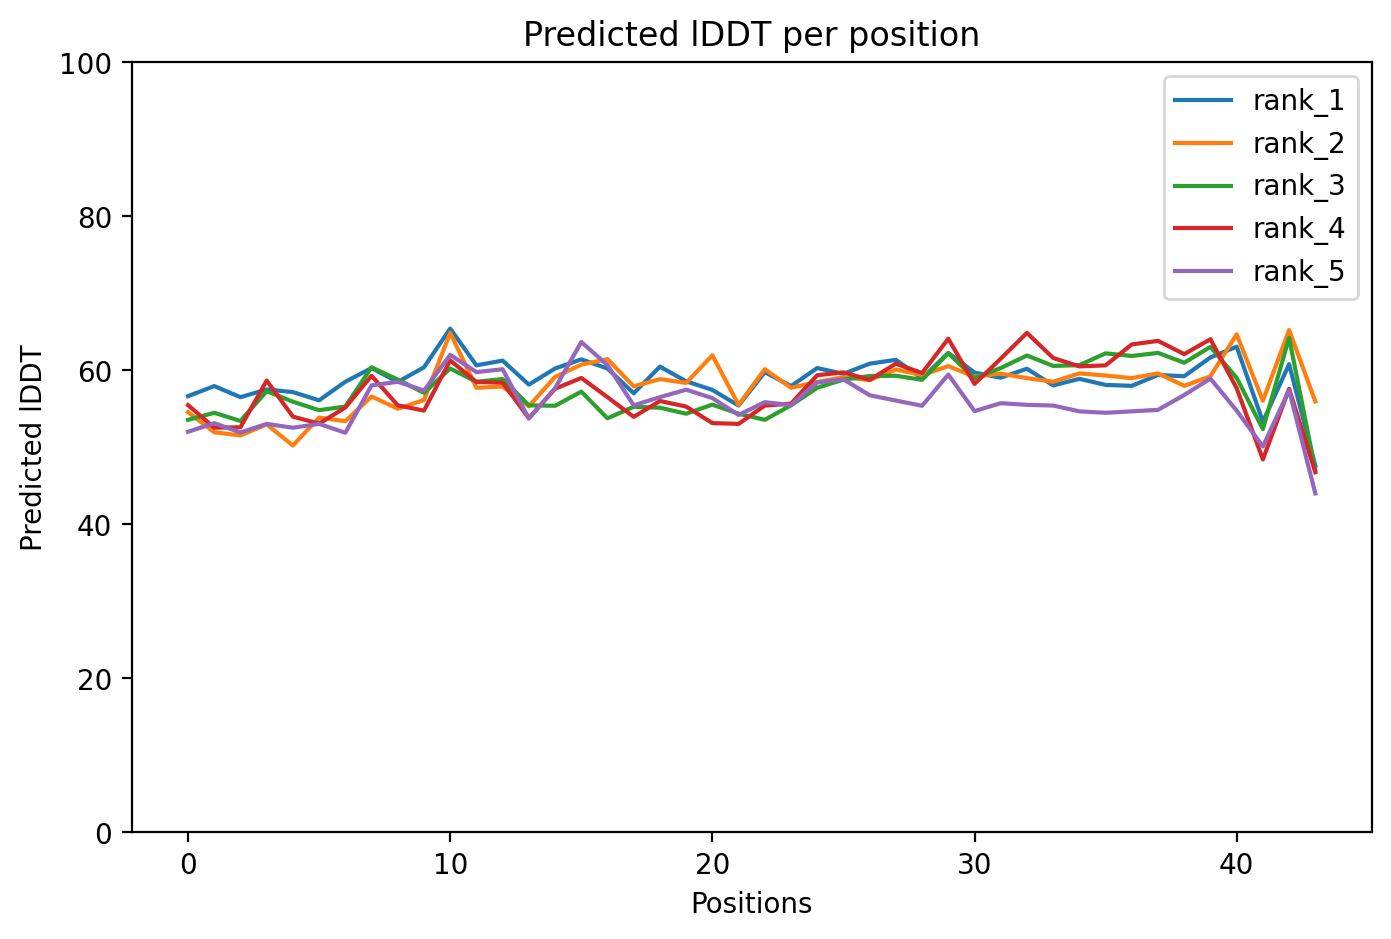 Predicted lDDT per position
100
80
60
40
20
0
Predicted lDDT
rank_1
rank_2
rank_3
rank_4
rank_5
0 10 20 30 40
Positions